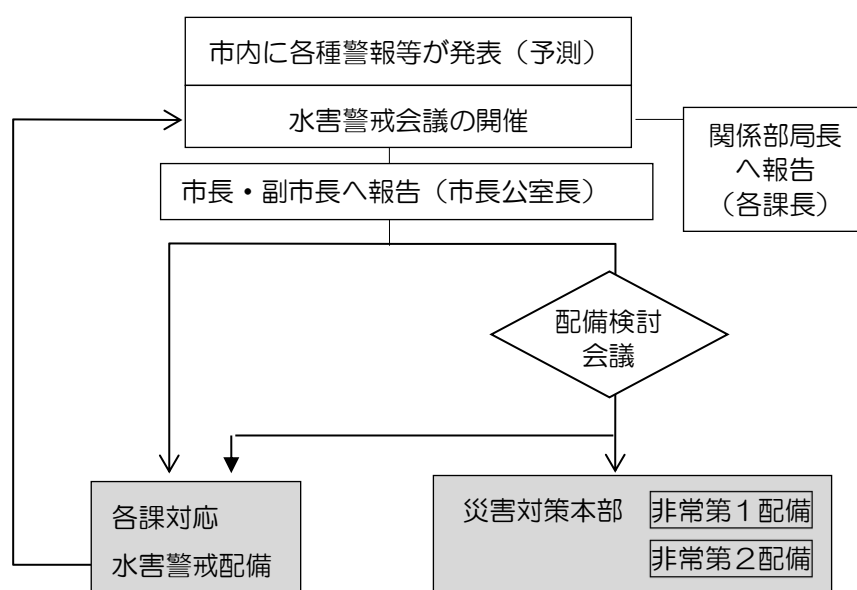 市内に各種警報等が発表（予測）
水害警戒会議の開催
関係部局長
へ報告
（各課長）
市長・副市長へ報告（市長公室長）
配備検討
会議
各課対応
水害警戒配備
災害対策本部 非常第１配備
非常第２配備